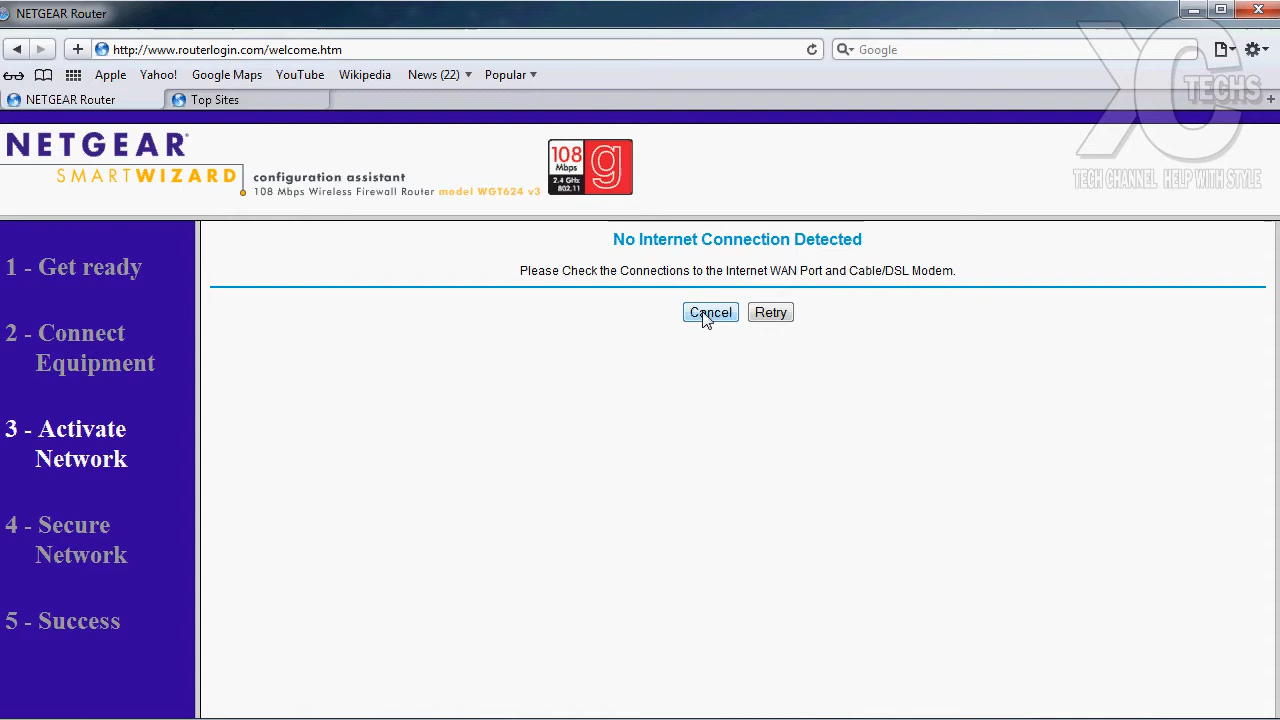 NETGEAR Router
http://www.routerlogin.com/welcome.htm
Google
Apple Yahoo! Google Maps YouTube Wikipedia News (22) Popular
NETGEAR Router
Top Sites
XC
TECHS
TECH CHANNEL HELP WITH STYLE
NETGEAR®
SMARTWIZARD
configuration assistant
108 Mbps Wireless Firewall Router model WGT624 v3
108
Mbps
2.4 GHz
802.11
g
1 - Get ready
2 - Connect
Equipment
3 - Activate
Network
4 - Secure
Network
5 - Success
No Internet Connection Detected
Please Check the Connections to the Internet WAN Port and Cable/DSL Modem.
Cancel Retry